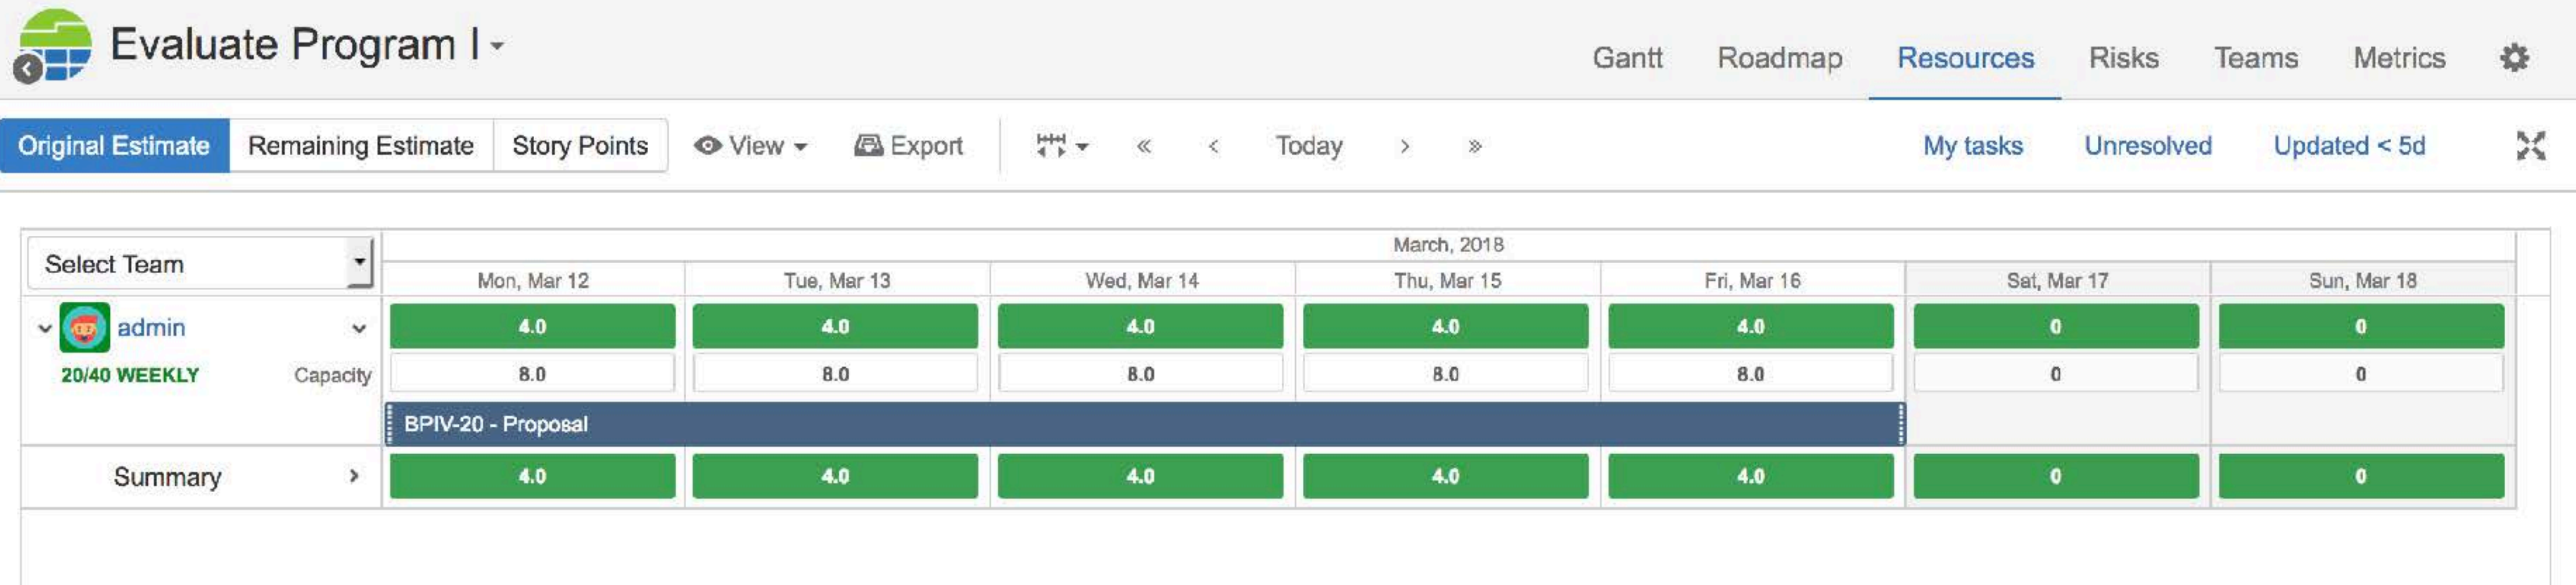 Evaluate Program I
Gantt Roadmap Resources Risks Teams Metrics
Original Estimate Remaining Estimate Story Points View Export « < Today > » My tasks Unresolved Updated < 5d
March, 2018
Select Team
Mon, Mar 12 Tue, Mar 13 Wed, Mar 14 Thu, Mar 15 Fri, Mar 16 Sat, Mar 17 Sun, Mar 18
admin 4.0 4.0 4.0 4.0 4.0 0 0
20/40 WEEKLY Capacity 8.0 8.0 8.0 8.0 8.0 0 0
BPIV-20 - Proposal
Summary 4.0 4.0 4.0 4.0 4.0 0 0